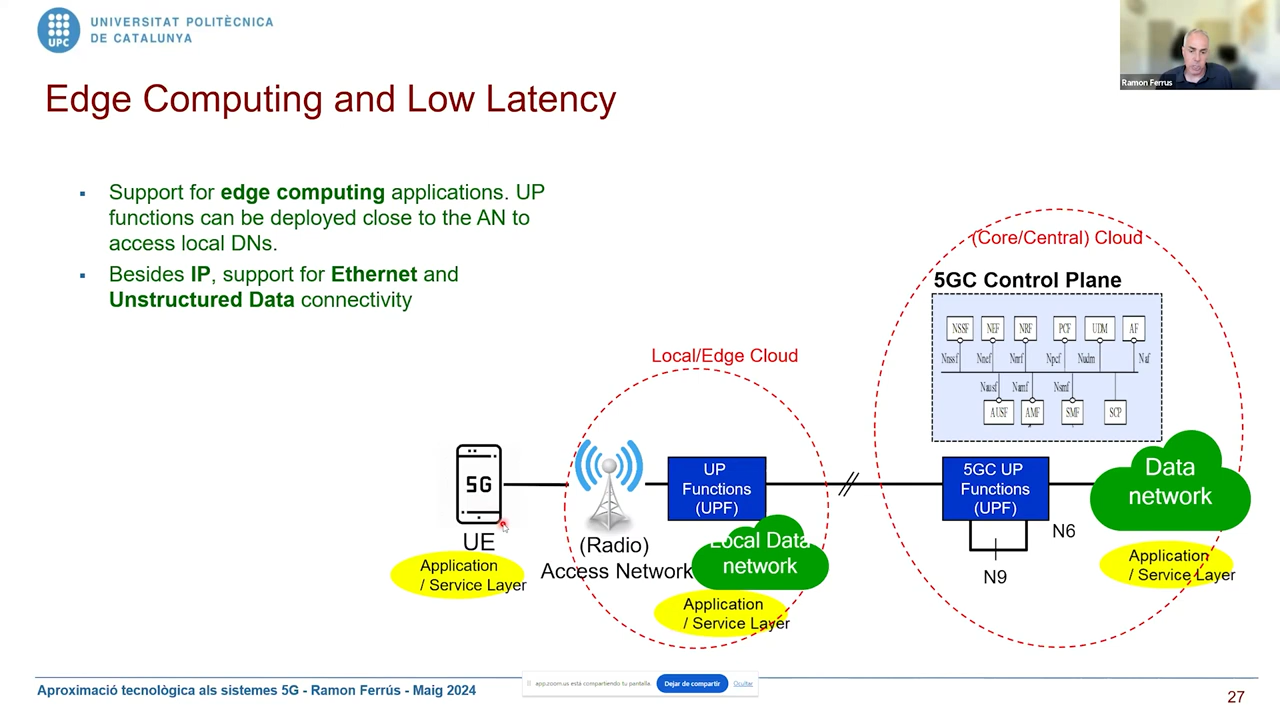 UNIVERSITAT POLITÈCNICA
DE CATALUNYA
UPC
Ramon Ferrus
Edge Computing and Low Latency
Support for edge computing applications. UP
functions can be deployed close to the AN to
access local DNs.
Besides IP, support for Ethernet and
Unstructured Data connectivity
(Core/Central) Cloud
5GC Control Plane
NSSF NEF NRF PCF UDM AF
Nnssf Nnef Nnrf Npcf Nudm Naf
Nausf Namf Nsmf
AUSF AMF SMF SCP
Local/Edge Cloud
5G
UE
Application
/ Service Layer
(Radio)
Access Network
UP
Functions
(UPF)
Local Data
network
Application
/ Service Layer
5GC UP
Functions
(UPF)
N6
N9
Data
network
Application
/ Service Layer
Aproximació tecnològica als sistemes 5G - Ramon Ferrús - Maig 2024
app.zoom.us está compartiendo tu pantalla.
Dejar de compartir
Ocultar
27